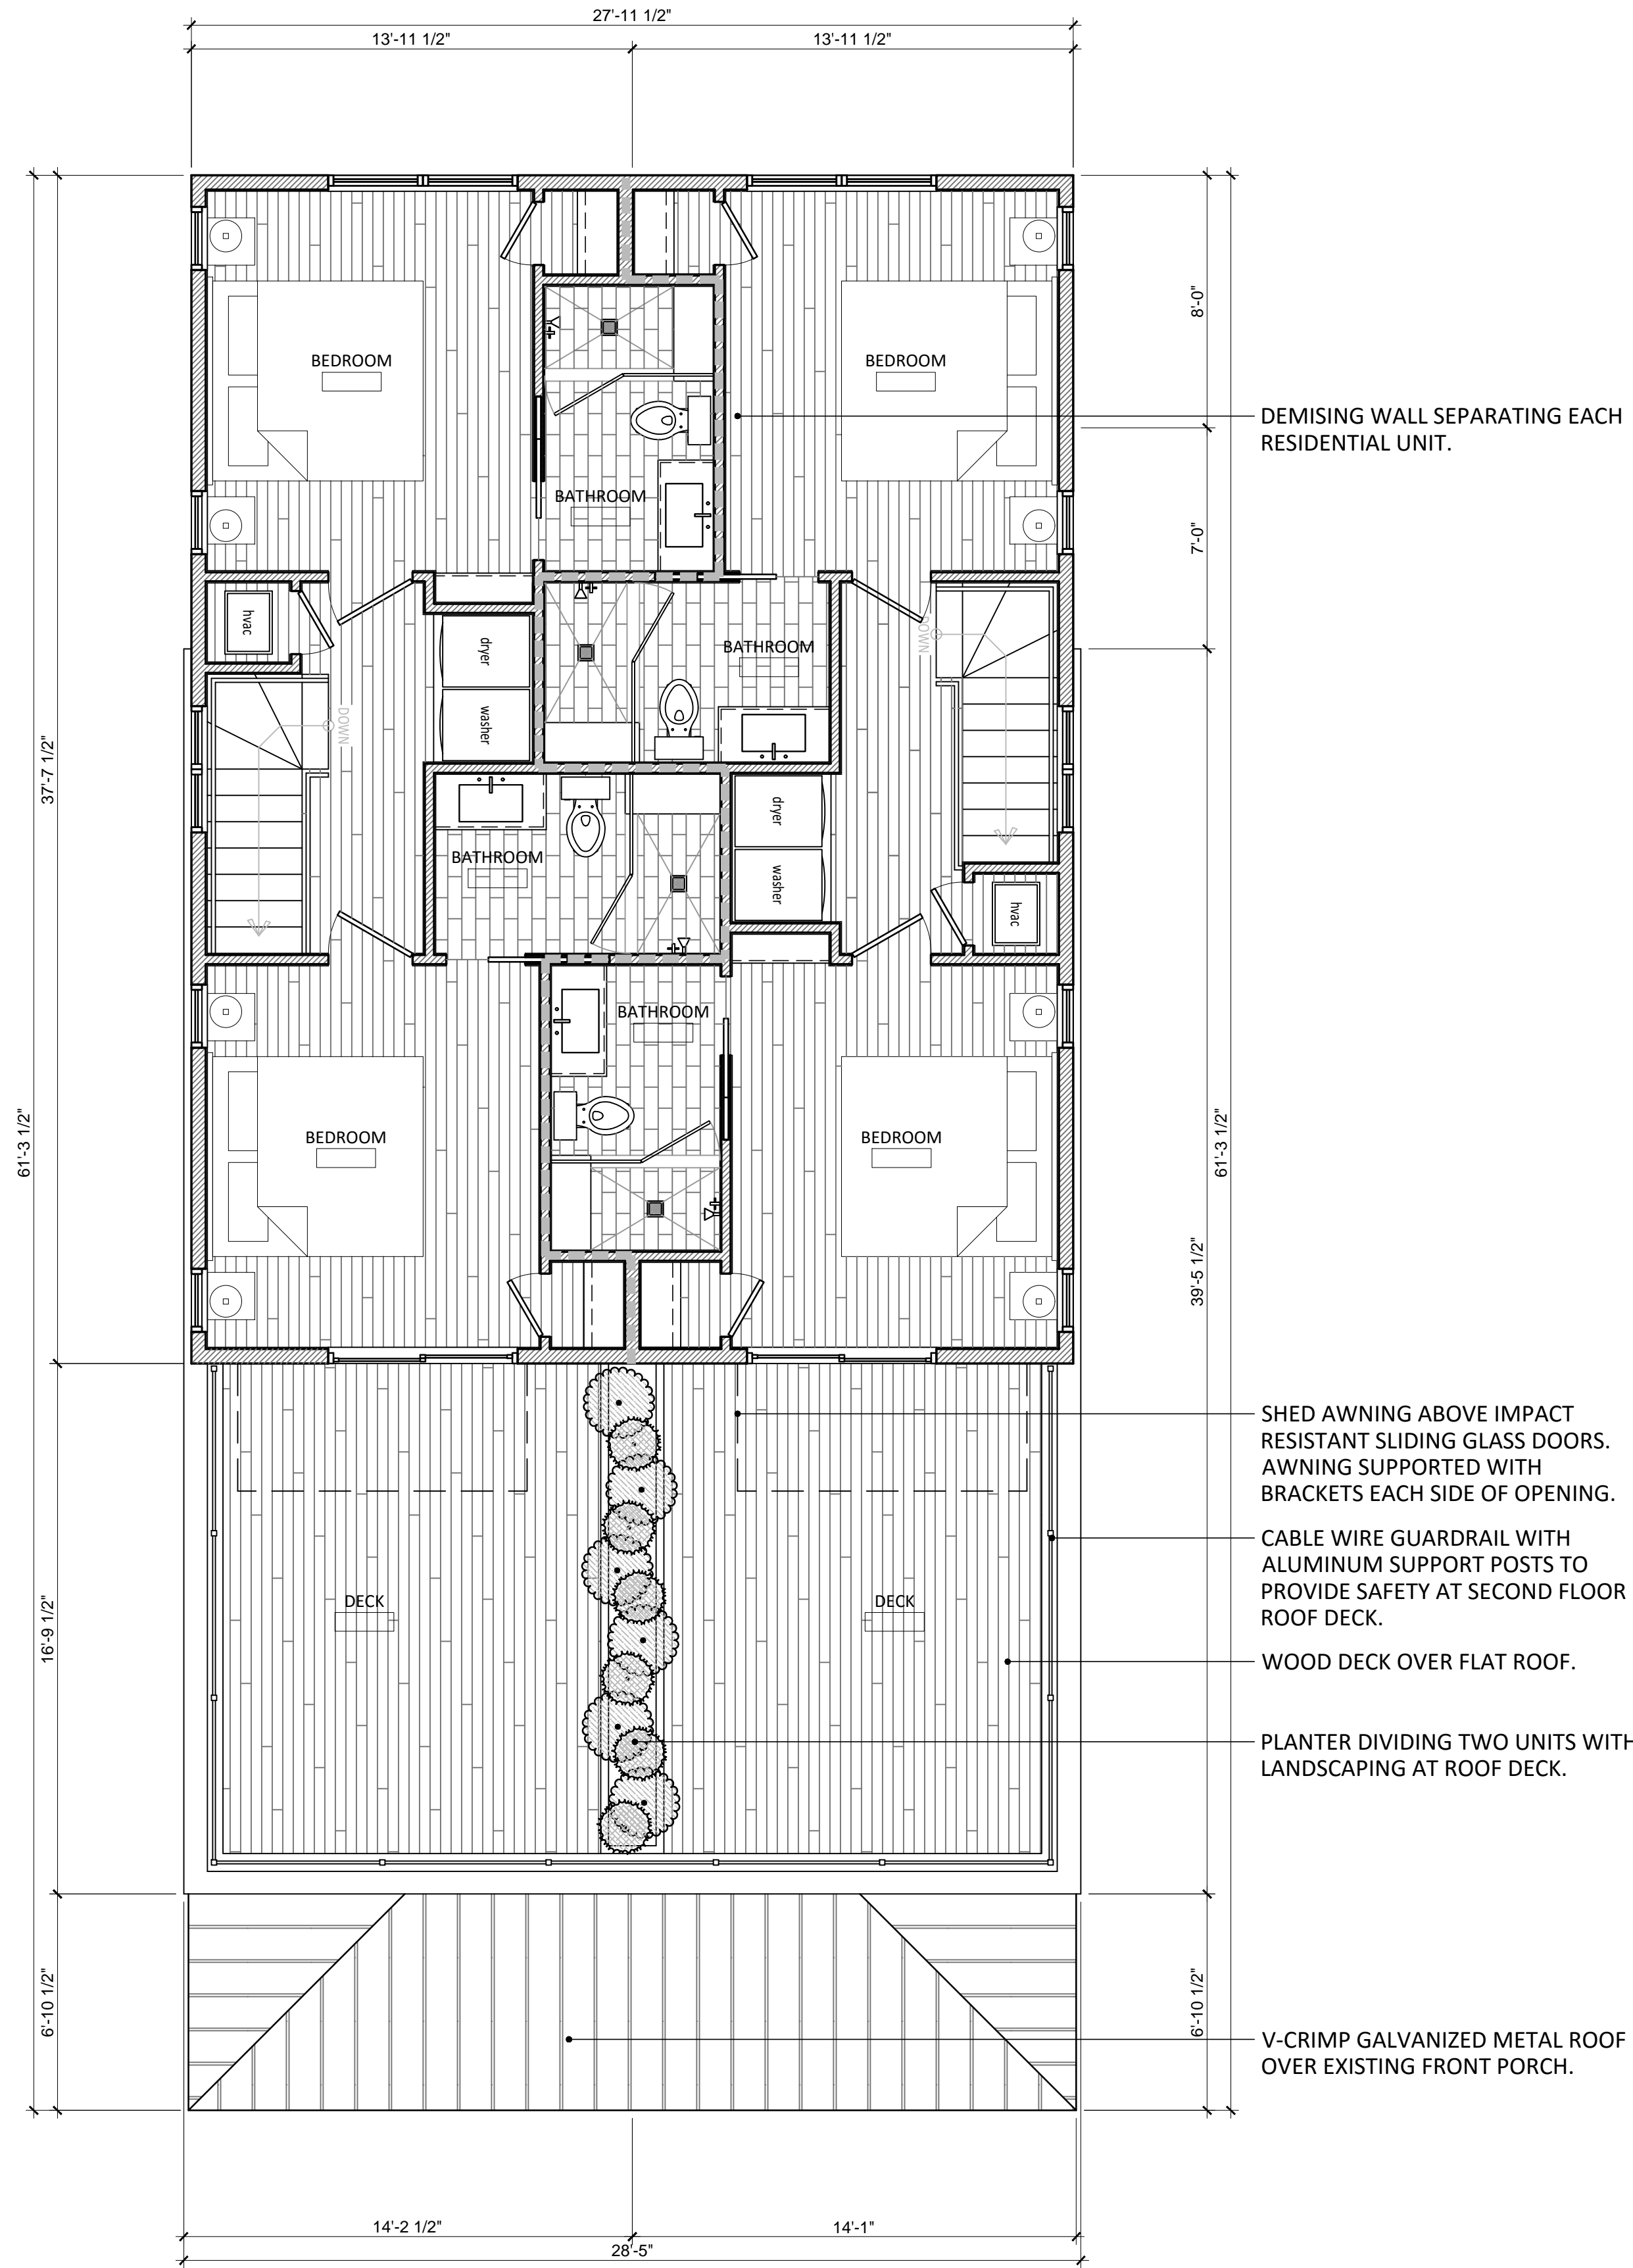 27'-11 1/2"
13'-11 1/2"
13'-11 1/2"
8'-0"
BEDROOM
BEDROOM
DEMISING WALL SEPARATING EACH
RESIDENTIAL UNIT.
BATHROOM
7'-0"
hvac
DOWN
dryer
BATHROOM
washer
DOWN
37'-7 1/2"
dryer
BATHROOM
washer
hvac
BATHROOM
61'-3 1/2"
61'-3 1/2"
BEDROOM
BEDROOM
39'-5 1/2"
SHED AWNING ABOVE IMPACT
RESISTANT SLIDING GLASS DOORS.
AWNING SUPPORTED WITH
BRACKETS EACH SIDE OF OPENING.
CABLE WIRE GUARDRAIL WITH
ALUMINUM SUPPORT POSTS TO
PROVIDE SAFETY AT SECOND FLOOR
ROOF DECK.
DECK
DECK
16'-9 1/2"
WOOD DECK OVER FLAT ROOF.
PLANTER DIVIDING TWO UNITS WITH
LANDSCAPING AT ROOF DECK.
6'-10 1/2"
6'-10 1/2"
V-CRIMP GALVANIZED METAL ROOF
OVER EXISTING FRONT PORCH.
14'-2 1/2"
14'-1"
28'-5"